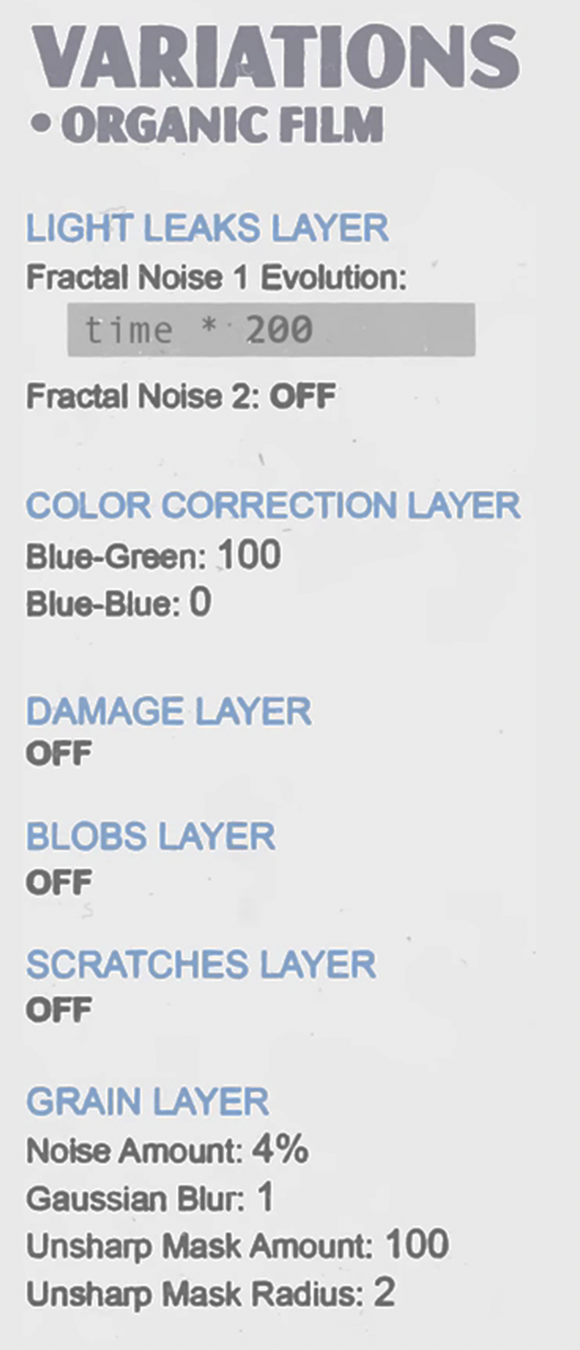 VARIATIONS
• ORGANIC FILM
LIGHT LEAKS LAYER
Fractal Noise 1 Evolution:
time * 200
Fractal Noise 2: OFF
COLOR CORRECTION LAYER
Blue-Green: 100
Blue-Blue: 0
DAMAGE LAYER
OFF
BLOBS LAYER
OFF
SCRATCHES LAYER
OFF
GRAIN LAYER
Noise Amount: 4%
Gaussian Blur: 1
Unsharp Mask Amount: 100
Unsharp Mask Radius: 2